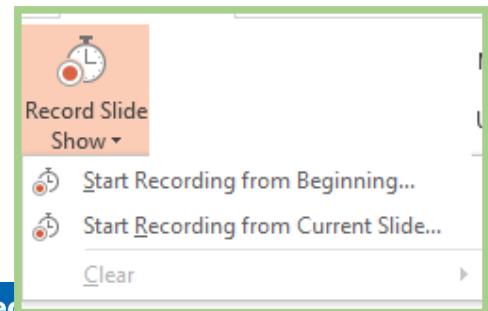 Record Slide
Show
Start Recording from Beginning...
Start Recording from Current Slide...
Clear